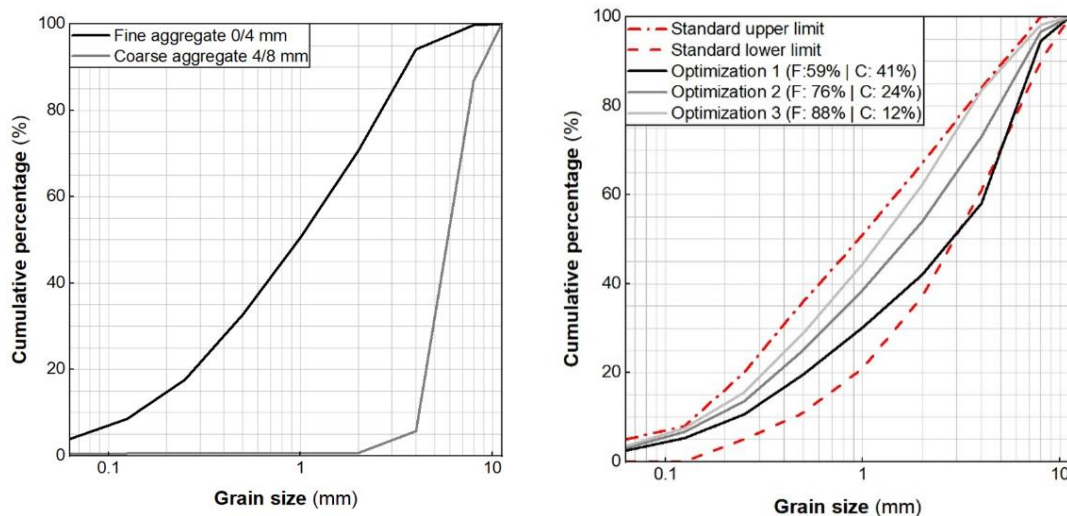 100
80
60
40
20
0
Cumulative percentage (%)
Fine aggregate 0/4 mm
Coarse aggregate 4/8 mm
0.1 1 10
Grain size (mm)
100
80
60
40
20
0
Cumulative percentage (%)
Standard upper limit
Standard lower limit
Optimization 1 (F:59% | C: 41%)
Optimization 2 (F: 76% | C: 24%)
Optimization 3 (F: 88% | C: 12%)
0.1 1 10
Grain size (mm)